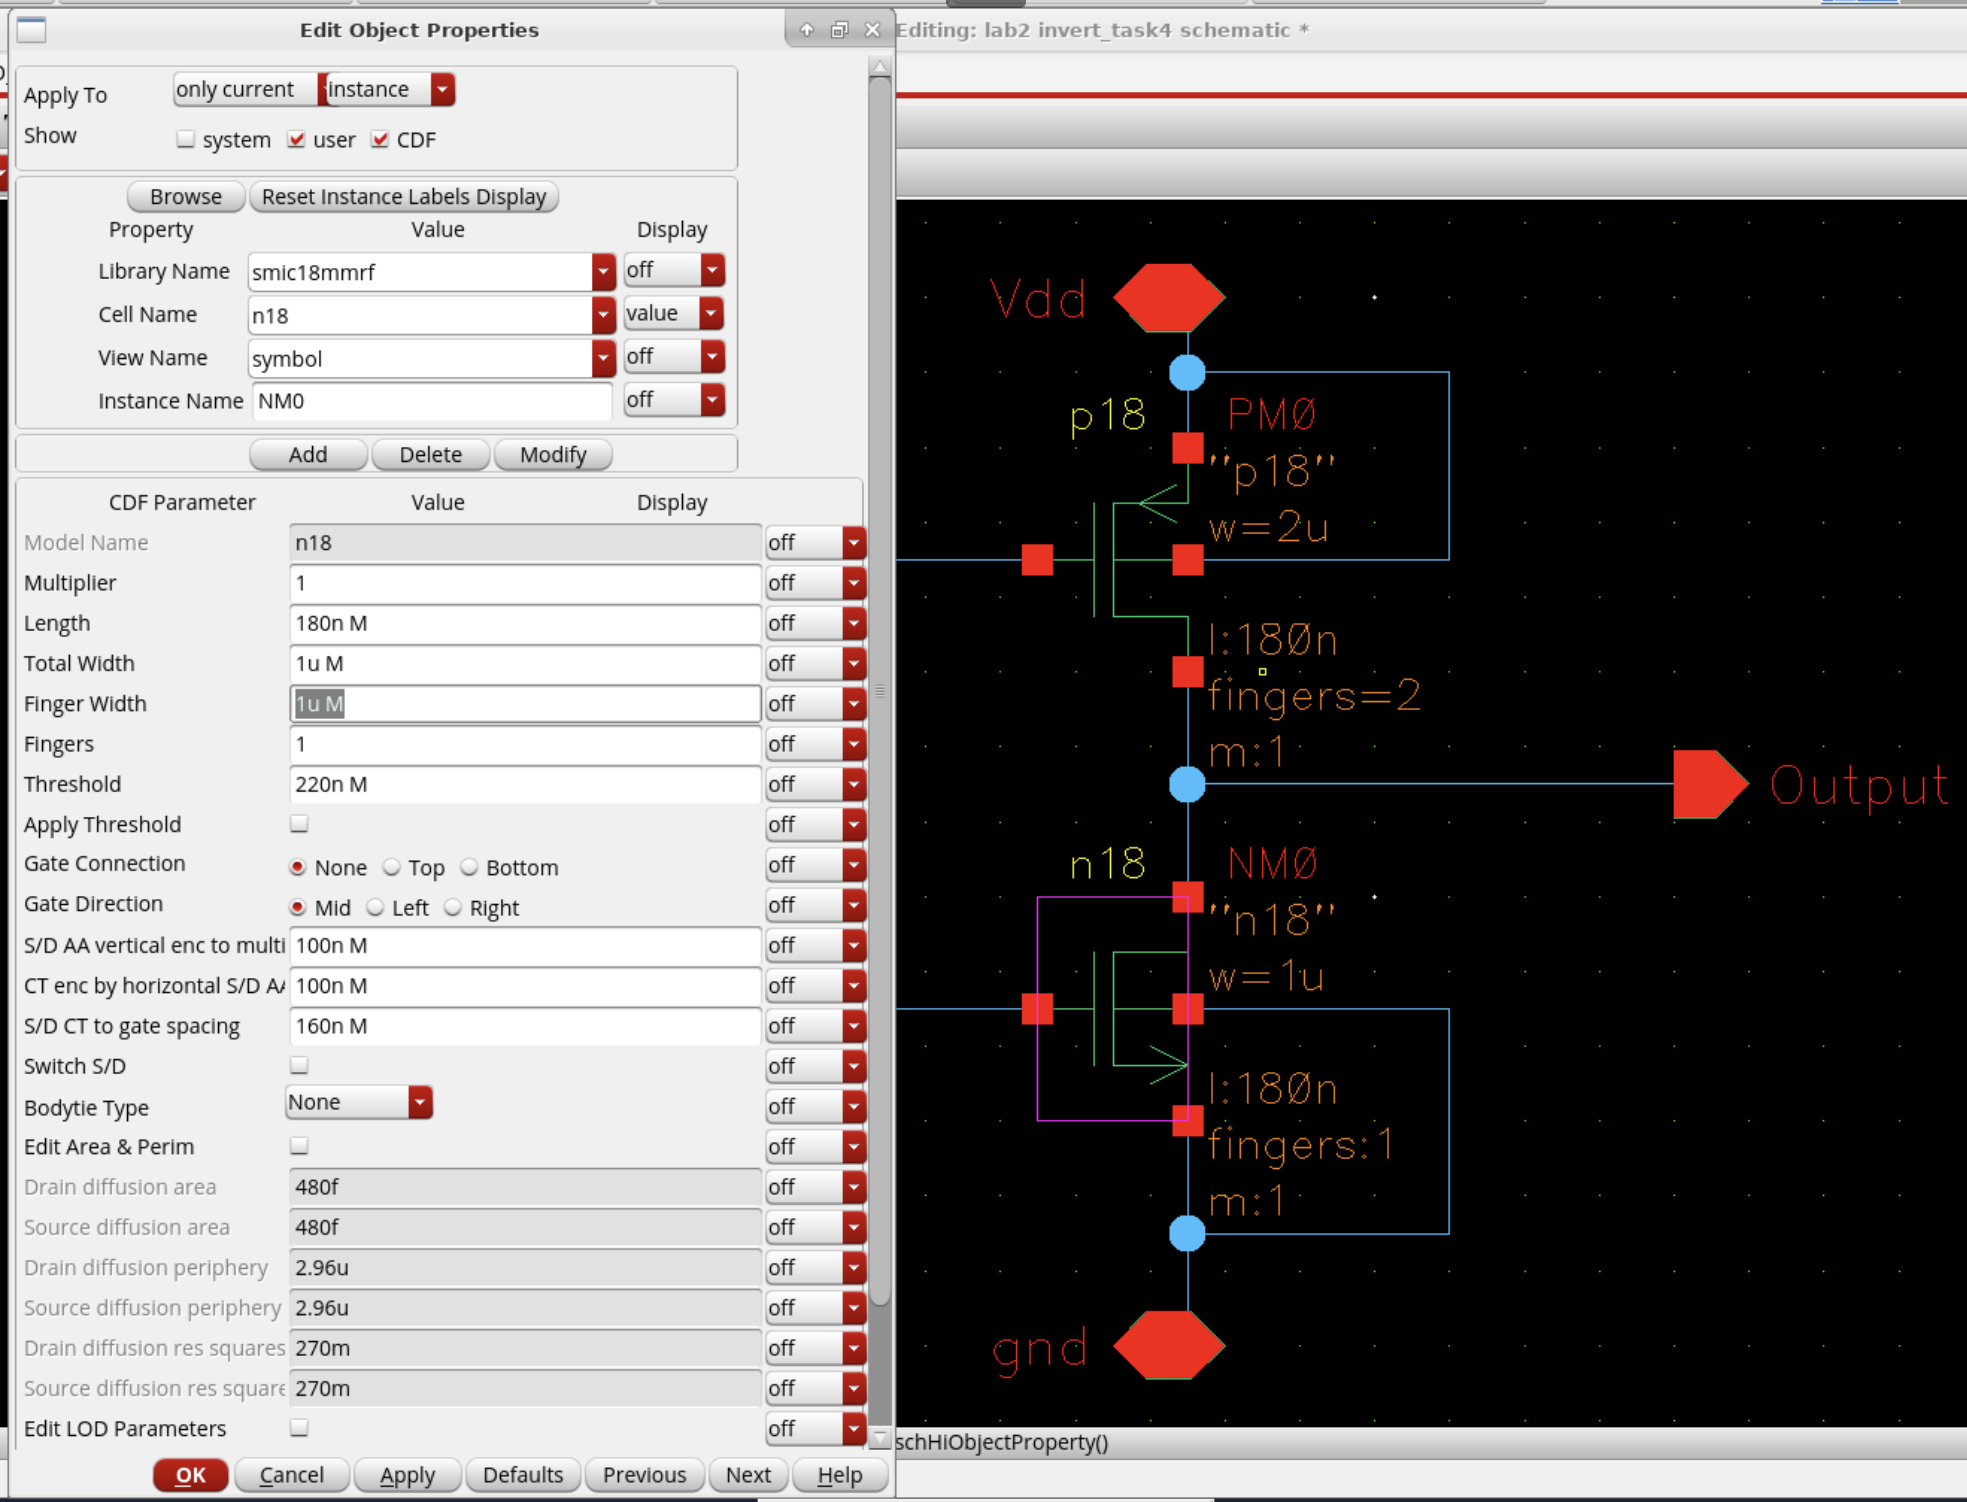 Edit Object Properties
Editing: lab2 invert_task4 schematic *
Apply To only current instance
Show system user CDF
Browse Reset Instance Labels Display
Property Value Display
Library Name smic18mmrf off
Cell Name n18 value
View Name symbol off
Instance Name NM0 off
Add Delete Modify
CDF Parameter Value Display
Model Name n18 off
Multiplier 1 off
Length 180n M off
Total Width 1u M off
Finger Width 1u M off
Fingers 1 off
Threshold 220n M off
Apply Threshold off
Gate Connection None Top Bottom off
Gate Direction Mid Left Right off
S/D AA vertical enc to multi 100n M off
CT enc by horizontal S/D AA 100n M off
S/D CT to gate spacing 160n M off
Switch S/D off
Bodytie Type None off
Edit Area & Perim off
Drain diffusion area 480f off
Source diffusion area 480f off
Drain diffusion periphery 2.96u off
Source diffusion periphery 2.96u off
Drain diffusion res squares 270m off
Source diffusion res square 270m off
Edit LOD Parameters off
OK Cancel Apply Defaults Previous Next Help
Vdd
p18 PM0
"p18"
w=2u
l:180n
fingers=2
m:1
Output
n18 NM0
"n18"
w=1u
l:180n
fingers:1
m:1
gnd
schHiObjectProperty()